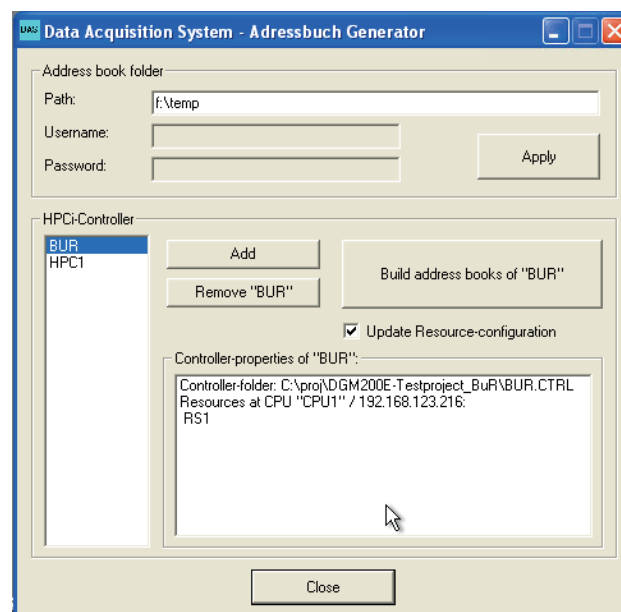 DAS Data Acquisition System - Adressbuch Generator
Address book folder
Path: f:\temp
Username:
Password:
Apply
HPCi-Controller
BUR
HPC1
Add
Remove "BUR"
Build address books of "BUR"
Update Resource-configuration
Controller-properties of "BUR":
Controller-folder: C:\proj\DGM200E-Testproject_BuR\BUR.CTRL
Resources at CPU "CPU1" / 192.168.123.216:
RS1
Close